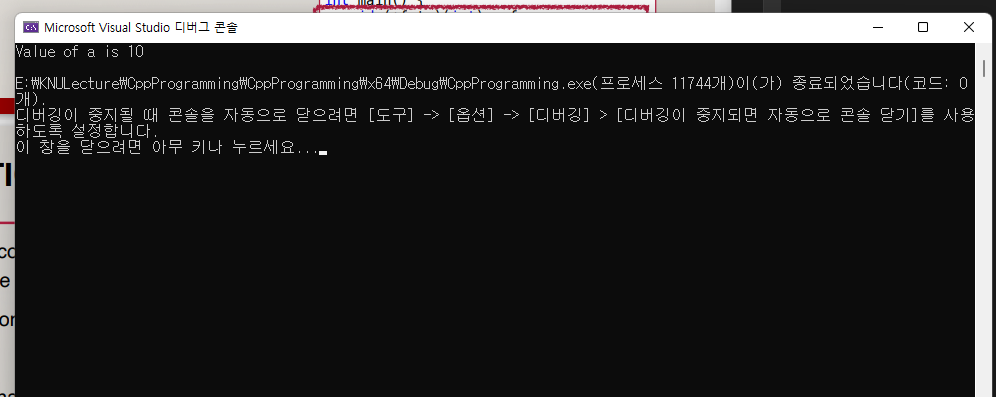 int main() {
Microsoft Visual Studio 디버그 콘솔
Value of a is 10
E:₩KNULecture₩CppProgramming₩CppProgramming₩x64₩Debug₩CppProgramming.exe(프로세스 11744개)이(가) 종료되었습니다(코드: 0
개).
디버깅이 중지될 때 콘솔을 자동으로 닫으려면 [도구] -> [옵션] -> [디버깅] > [디버깅이 중지되면 자동으로 콘솔 닫기]를 사용
하도록 설정합니다.
이 창을 닫으려면 아무 키나 누르세요...